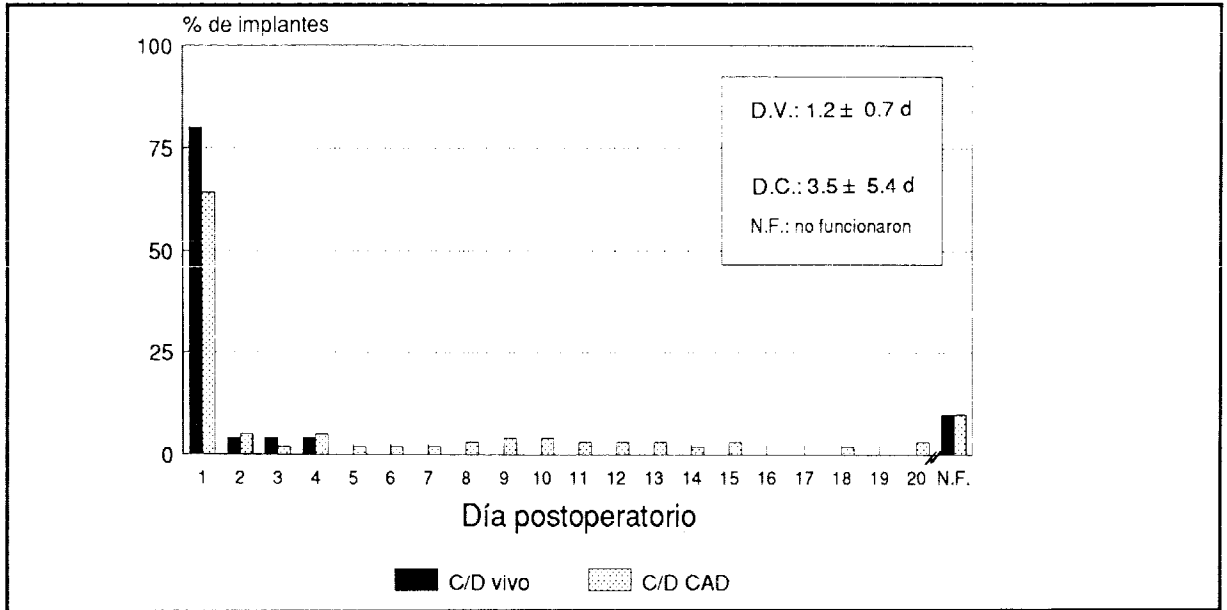 % de implantes
100
75
50
25
0
D.V.: 1.2 ± 0.7 d
D.C.: 3.5 ± 5.4 d
N.F.: no funcionaron
1 2 3 4 5 6 7 8 9 10 11 12 13 14 15 16 17 18 19 20 N.F.
Día postoperatorio
C/D vivo C/D CAD